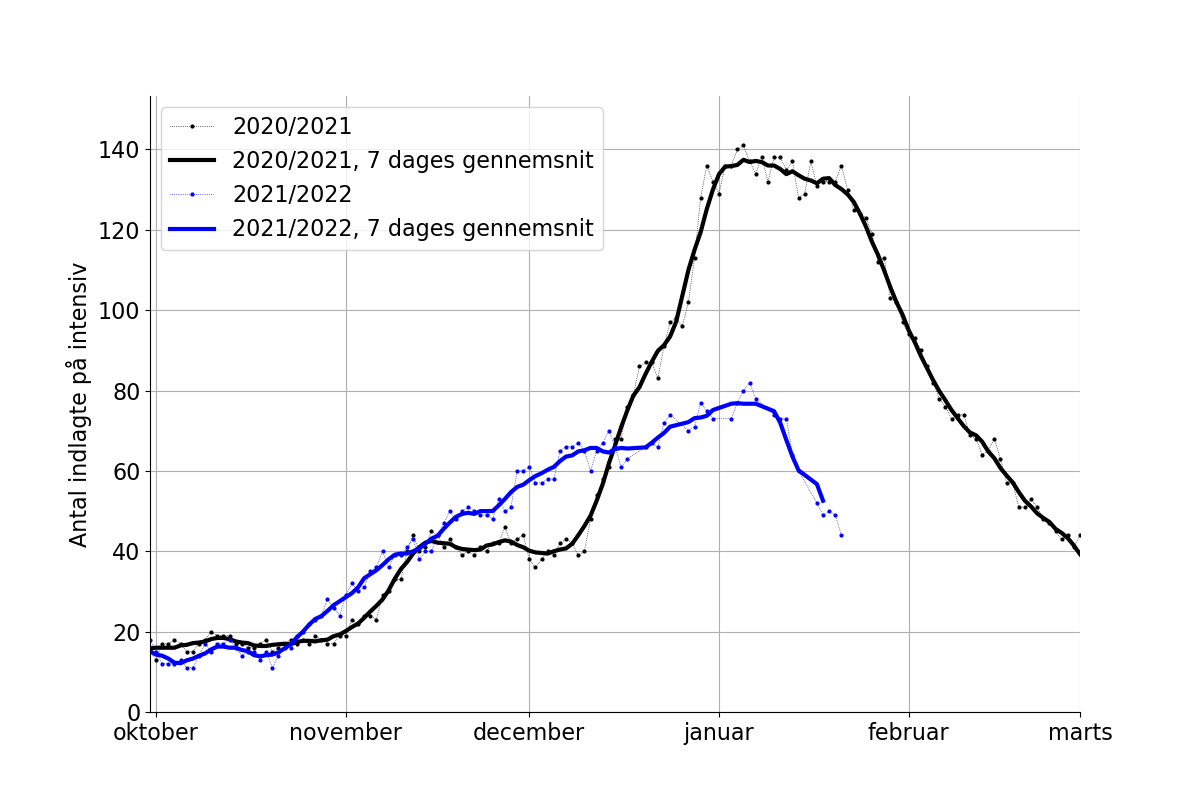 2020/2021
2020/2021, 7 dages gennemsnit
2021/2022
2021/2022, 7 dages gennemsnit
Antal indlagte på intensiv
140
120
100
80
60
40
20
0
oktober november december januar februar marts